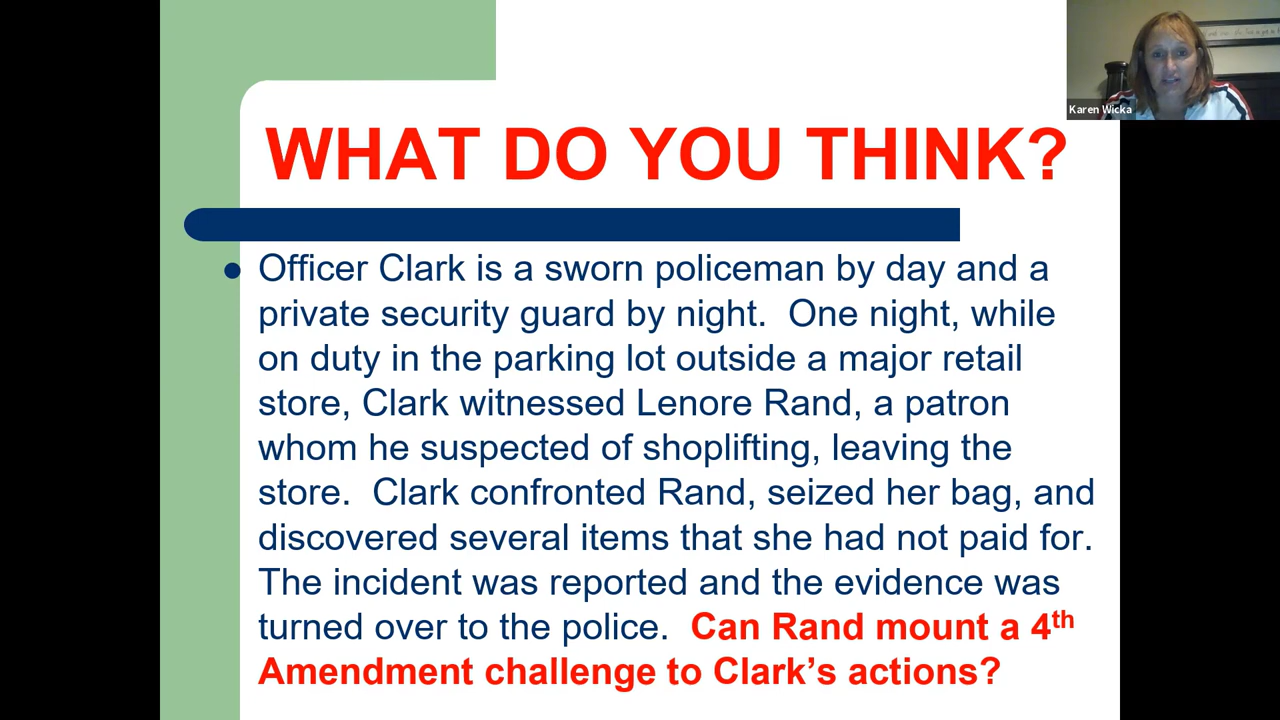 Karen Wicka
WHAT DO YOU THINK?
• Officer Clark is a sworn policeman by day and a
private security guard by night.  One night, while
on duty in the parking lot outside a major retail
store, Clark witnessed Lenore Rand, a patron
whom he suspected of shoplifting, leaving the
store.  Clark confronted Rand, seized her bag, and
discovered several items that she had not paid for.
The incident was reported and the evidence was
turned over to the police.  Can Rand mount a 4th
Amendment challenge to Clark's actions?